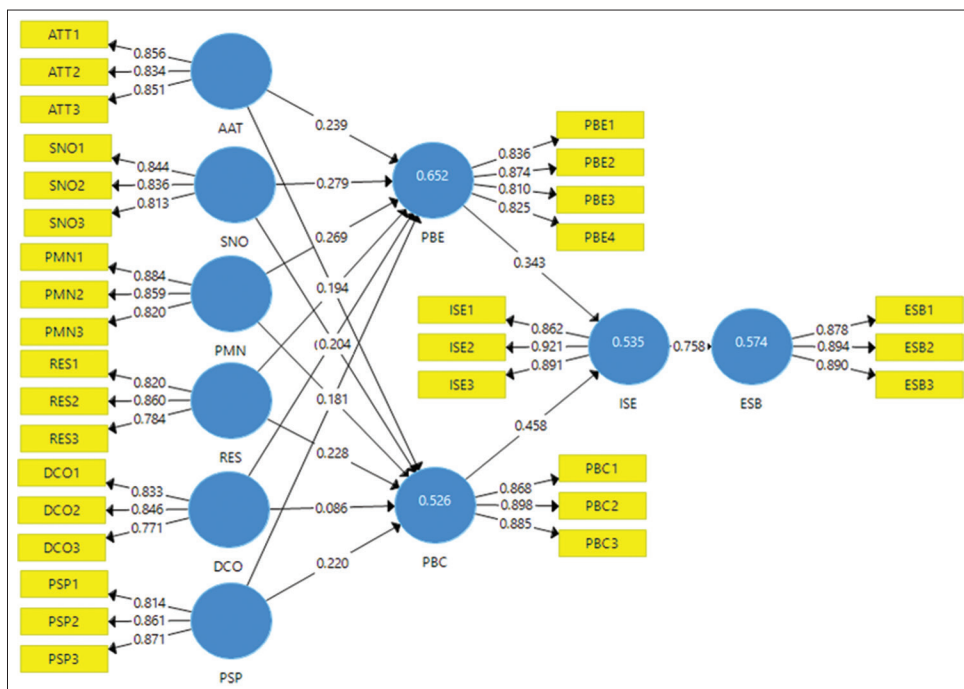 ATT1
0.856
ATT2
0.834
ATT3
0.851
AAT
SNO1
0.844
SNO2
0.836
SNO3
0.813
SNO
PMN1
0.884
PMN2
0.859
PMN3
0.820
PMN
RES1
0.820
RES2
0.860
RES3
0.784
RES
DCO1
0.833
DCO2
0.846
DCO3
0.771
DCO
PSP1
0.814
PSP2
0.861
PSP3
0.871
PSP
0.239
0.279
0.269
0.194
0.204
0.181
0.228
0.086
0.220
0.652
PBE
PBE1
0.836
PBE2
0.874
PBE3
0.810
PBE4
0.825
0.526
PBC
PBC1
0.868
PBC2
0.898
PBC3
0.885
0.343
0.458
ISE1
0.862
ISE2
0.921
ISE3
0.891
0.535
ISE
0.758
0.574
ESB
ESB1
0.878
ESB2
0.894
ESB3
0.890